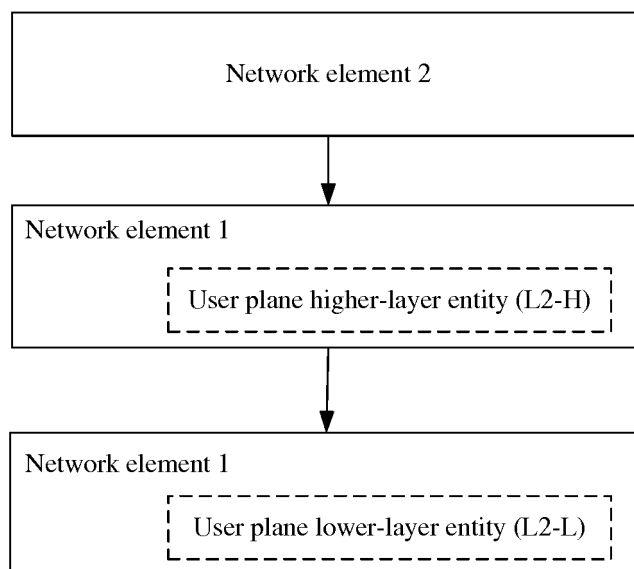 Network element 2
Network element 1
User plane higher-layer entity (L2-H)
Network element 1
User plane lower-layer entity (L2-L)